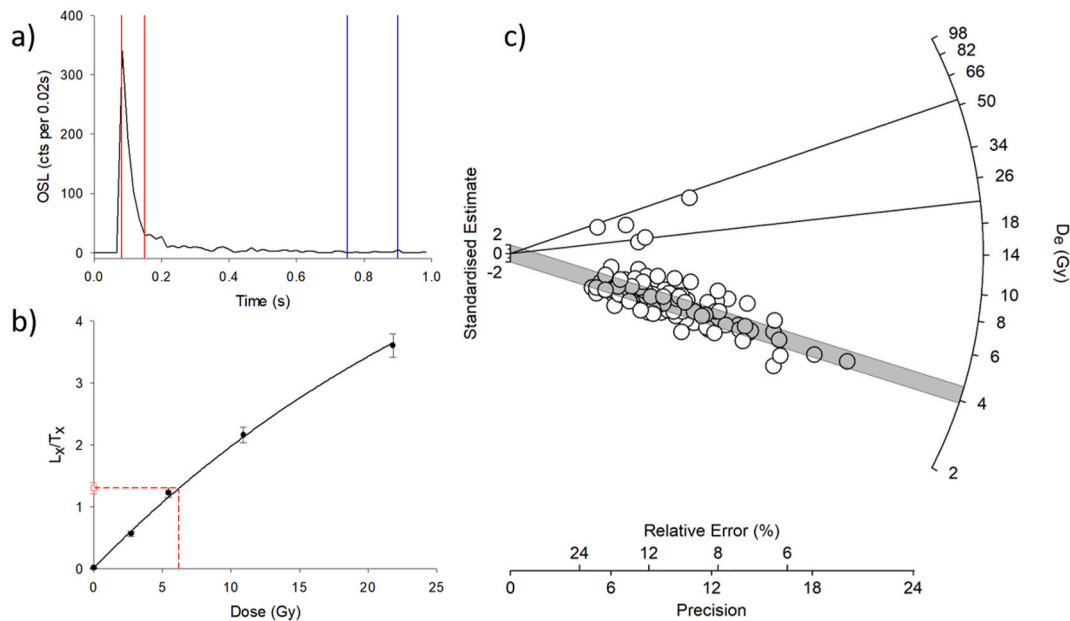 a)
OSL (cts per 0.02s)
400
300
200
100
0
0.0 0.2 0.4 0.6 0.8 1.0
Time (s)
b)
Lx/Tx
4
3
2
1
0
0 5 10 15 20 25
Dose (Gy)
c)
Standardised Estimate
2
0
-2
98
82
66
50
34
26
18
14
10
8
6
4
2
De (Gy)
Relative Error (%)
24 12 8 6
0 6 12 18 24
Precision